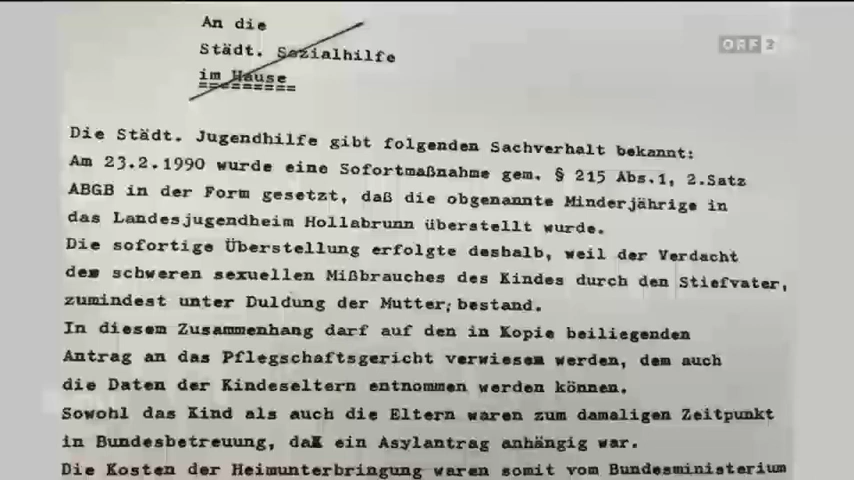 An die
Städt. Sozialhilfe
im Hause
=========
ORF 2
Die Städt. Jugendhilfe gibt folgenden Sachverhalt bekannt:
Am 23.2.1990 wurde eine Sofortmaßnahme gem. § 215 Abs.1, 2.Satz
ABGB in der Form gesetzt, daß die obgenannte Minderjährige in
das Landesjugendheim Hollabrunn überstellt wurde.
Die sofortige Überstellung erfolgte deshalb, weil der Verdacht
des schweren sexuellen Mißbrauches des Kindes durch den Stiefvater,
zumindest unter Duldung der Mutter, bestand.
In diesem Zusammenhang darf auf den in Kopie beiliegenden
Antrag an das Pflegschaftsgericht verwiesen werden, dem auch
die Daten der Kindeseltern entnommen werden können.
Sowohl das Kind als auch die Eltern waren zum damaligen Zeitpunkt
in Bundesbetreuung, da ein Asylantrag anhängig war.
Die Kosten der Heimunterbringung waren somit vom Bundesministerium